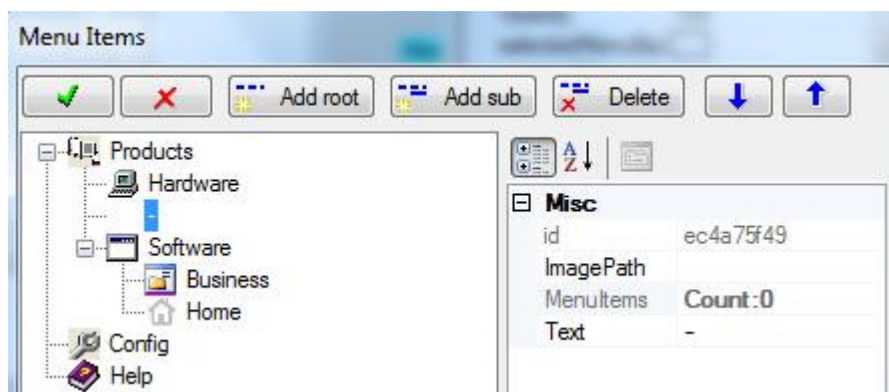 Menu Items
Add root Add sub Delete
Products
Hardware
-
Software
Business
Home
Config
Help
A
Z
Misc
id ec4a75f49
ImagePath
MenuItems Count:0
Text -